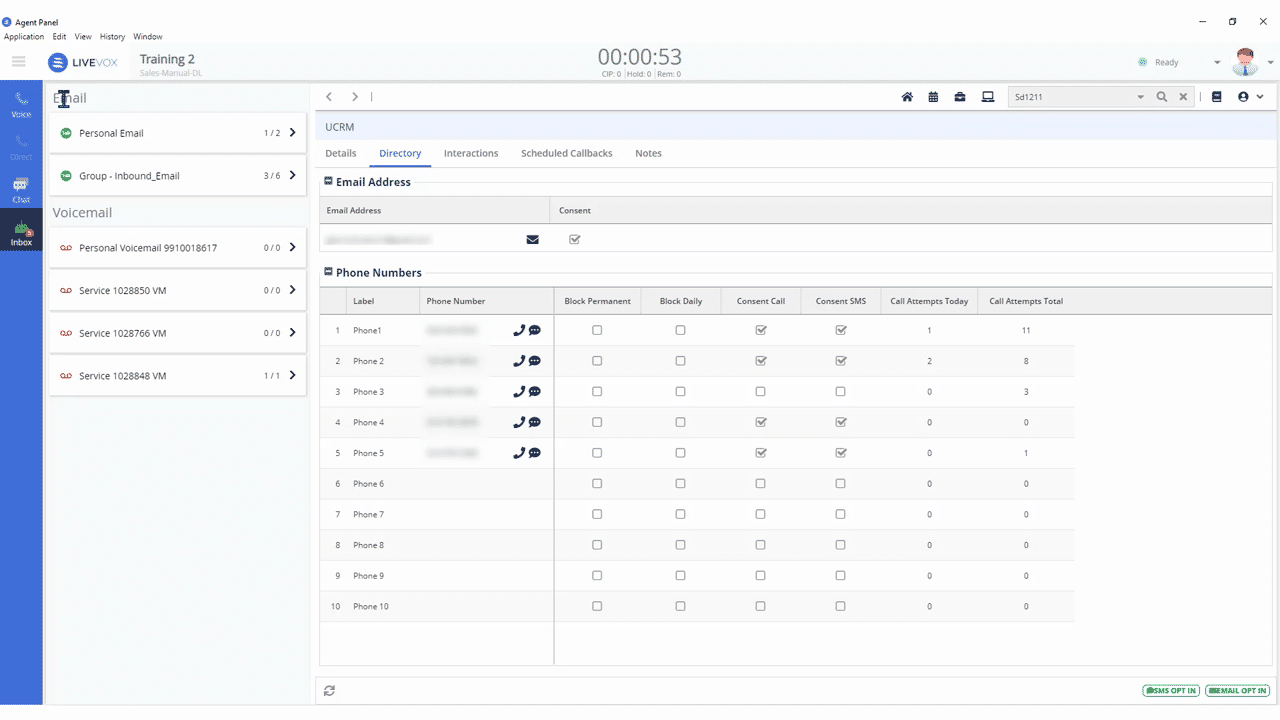 Agent Panel
Application Edit View History Window
LIVEVOX
Training 2
Sales-Manual-DL
00:00:53
CIP: 0 | Hold: 0 | Rem: 0
Ready
Voice
Direct
Chat
Inbox
Email
Personal Email 1 / 2
Group - Inbound_Email 3 / 6
Voicemail
Personal Voicemail 9910018617 0 / 0
Service 1028850 VM 0 / 0
Service 1028766 VM 0 / 0
Service 1028848 VM 1 / 1
Sd1211
UCRM
Details Directory Interactions Scheduled Callbacks Notes
Email Address
Email Address Consent
Phone Numbers
Label Phone Number Block Permanent Block Daily Consent Call Consent SMS Call Attempts Today Call Attempts Total
1 Phone1 1 11
2 Phone 2 2 8
3 Phone 3 0 3
4 Phone 4 0 0
5 Phone 5 0 1
6 Phone 6 0 0
7 Phone 7 0 0
8 Phone 8 0 0
9 Phone 9 0 0
10 Phone 10 0 0
SMS OPT IN EMAIL OPT IN